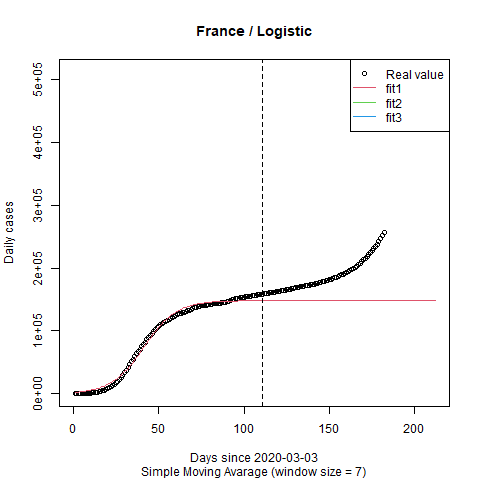 France / Logistic
Real value
fit1
fit2
fit3
Daily cases
0e+00
1e+05
2e+05
3e+05
4e+05
5e+05
0
50
100
150
200
Days since 2020-03-03
Simple Moving Avarage (window size = 7)